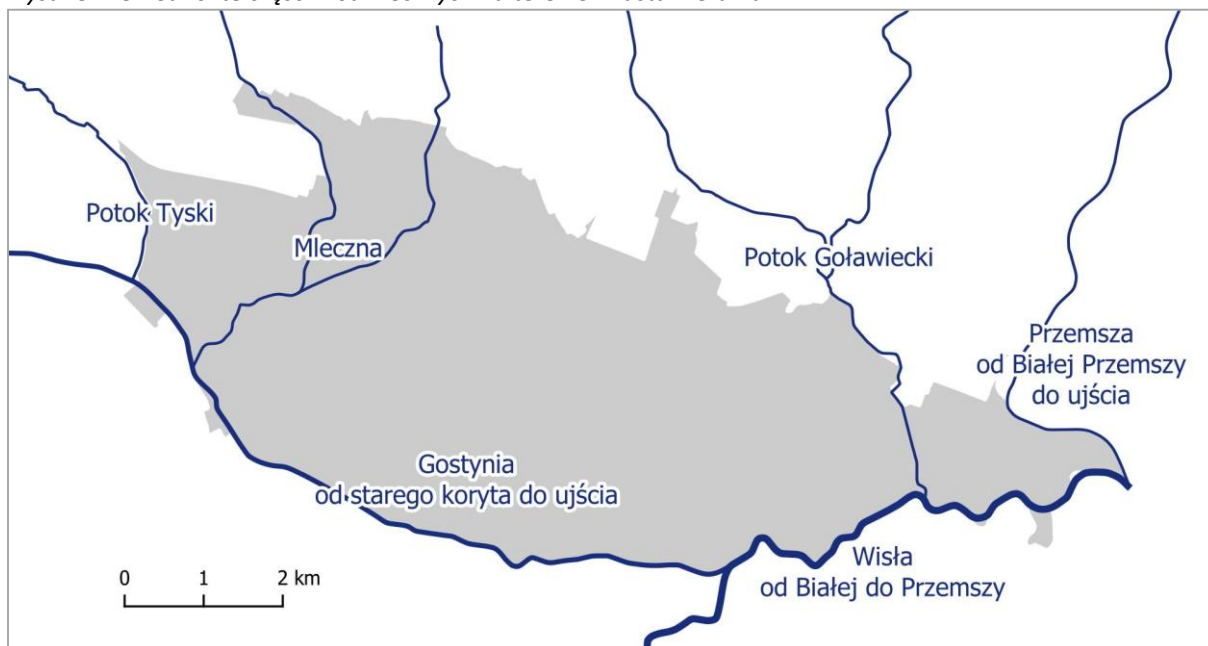 Potok Tyski
Mleczna
Potok Goławiecki
Przemsza
od Białej Przemszy
do ujścia
Gostynia
od starego koryta do ujścia
Wisła
od Białej do Przemszy
0 1 2 km